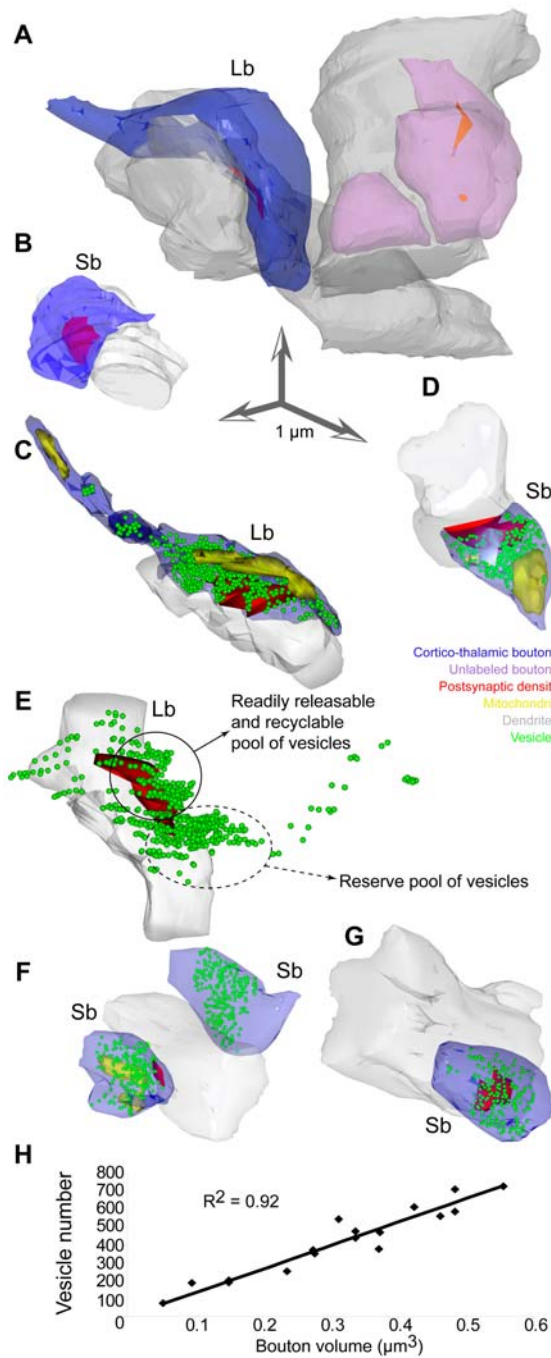 A
Lb
B
Sb
1 µm
D
Sb
C
Lb
Cortico-thalamic bouton
Unlabeled bouton
Postsynaptic densit
Mitochondri
Dendrite
Vesicle
E
Lb
Readily releasable
and recyclable
pool of vesicles
Reserve pool of vesicles
F
Sb
Sb
G
Sb
H
Vesicle number
800
700
600
500
400
300
200
100
0
R2 = 0.92
0.1 0.2 0.3 0.4 0.5 0.6
Bouton volume (µm3)